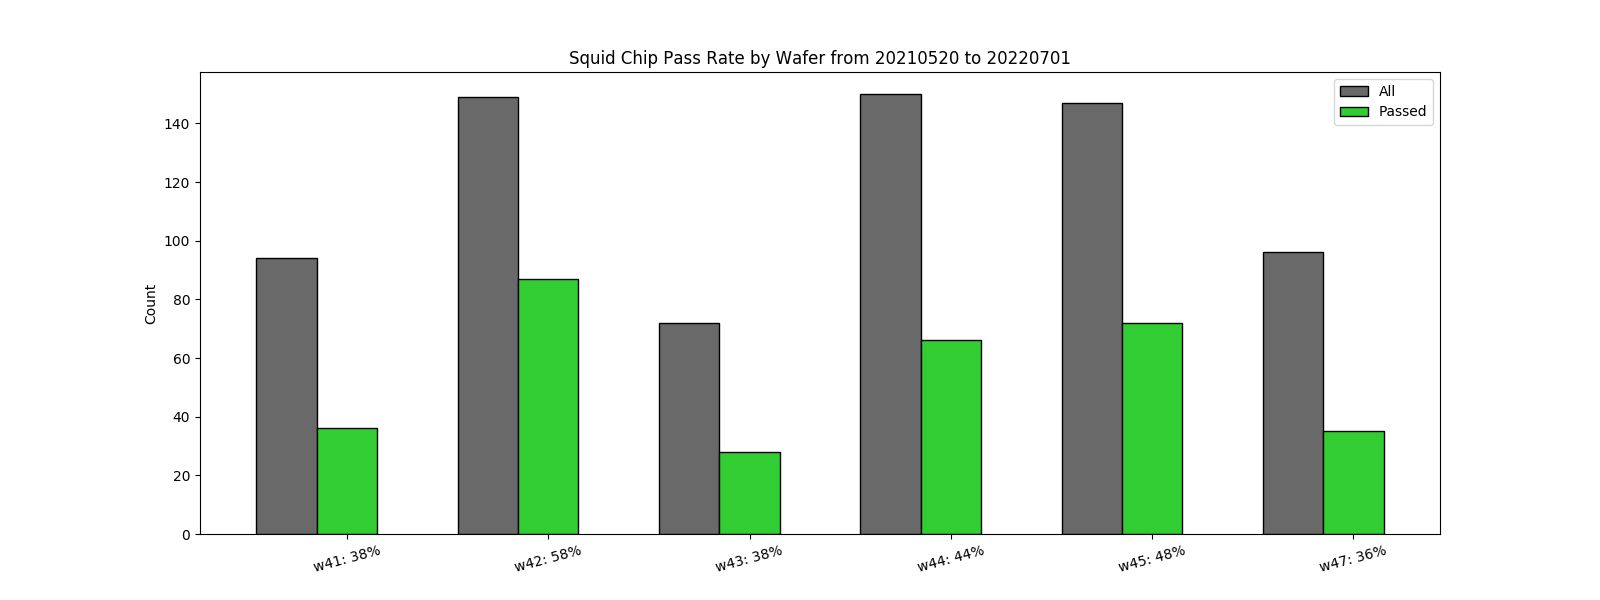 Squid Chip Pass Rate by Wafer from 20210520 to 20220701
All
Passed
140
120
100
80
60
40
20
0
Count
w41: 38%
w42: 58%
w43: 38%
w44: 44%
w45: 48%
w47: 36%